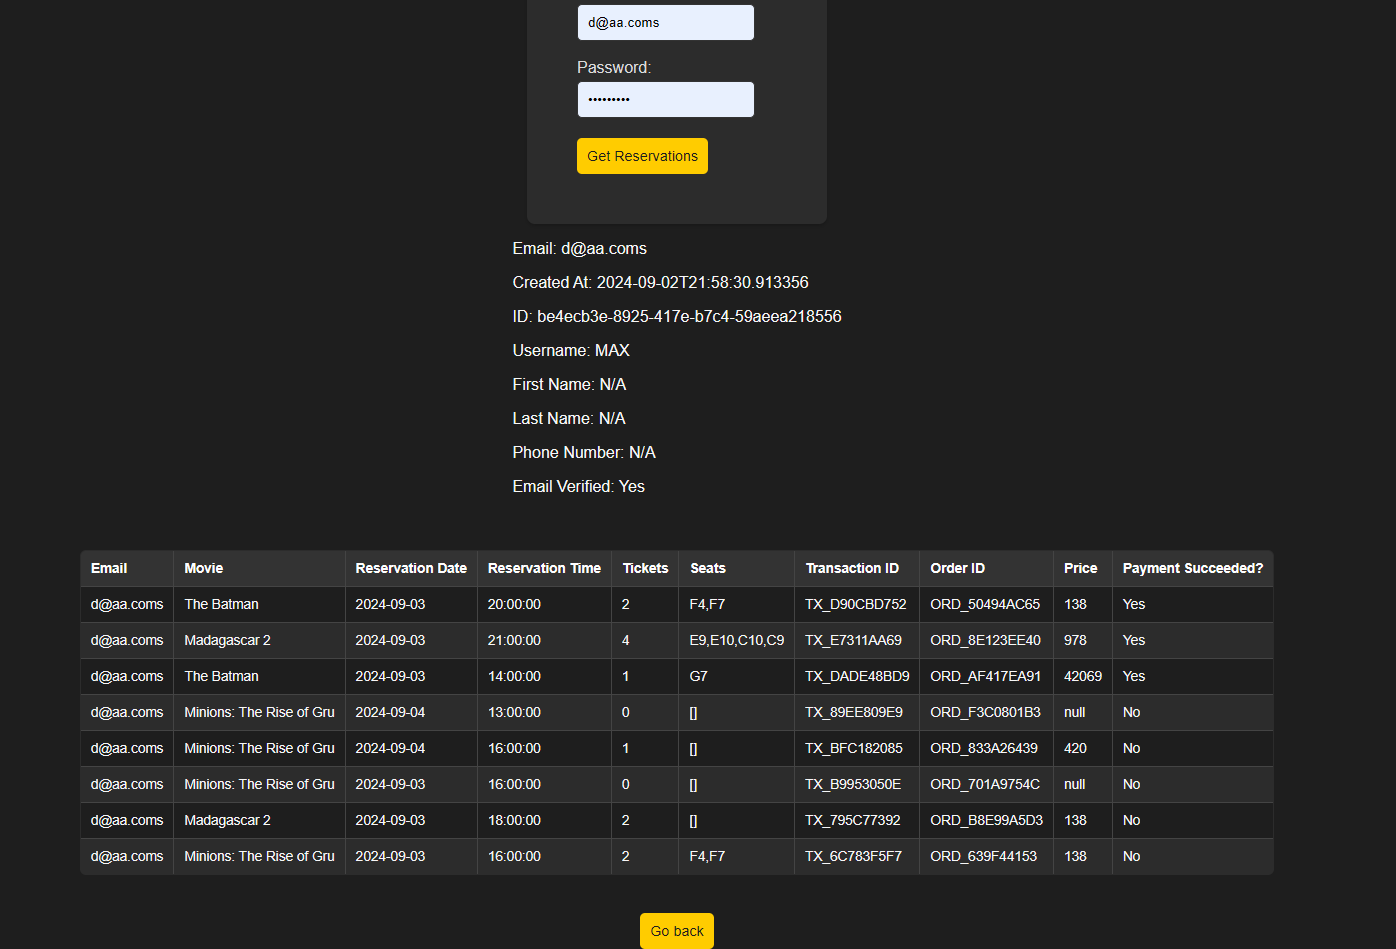 d@aa.coms
Password:
•••••••••
Get Reservations
Email: d@aa.coms
Created At: 2024-09-02T21:58:30.913356
ID: be4ecb3e-8925-417e-b7c4-59aeea218556
Username: MAX
First Name: N/A
Last Name: N/A
Phone Number: N/A
Email Verified: Yes
Email Movie Reservation Date Reservation Time Tickets Seats Transaction ID Order ID Price Payment Succeeded?
d@aa.coms The Batman 2024-09-03 20:00:00 2 F4,F7 TX_D90CBD752 ORD_50494AC65 138 Yes
d@aa.coms Madagascar 2 2024-09-03 21:00:00 4 E9,E10,C10,C9 TX_E7311AA69 ORD_8E123EE40 978 Yes
d@aa.coms The Batman 2024-09-03 14:00:00 1 G7 TX_DADE48BD9 ORD_AF417EA91 42069 Yes
d@aa.coms Minions: The Rise of Gru 2024-09-04 13:00:00 0 [] TX_89EE809E9 ORD_F3C0801B3 null No
d@aa.coms Minions: The Rise of Gru 2024-09-04 16:00:00 1 [] TX_BFC182085 ORD_833A26439 420 No
d@aa.coms Minions: The Rise of Gru 2024-09-03 16:00:00 0 [] TX_B9953050E ORD_701A9754C null No
d@aa.coms Madagascar 2 2024-09-03 18:00:00 2 [] TX_795C77392 ORD_B8E99A5D3 138 No
d@aa.coms Minions: The Rise of Gru 2024-09-03 16:00:00 2 F4,F7 TX_6C783F5F7 ORD_639F44153 138 No
Go back